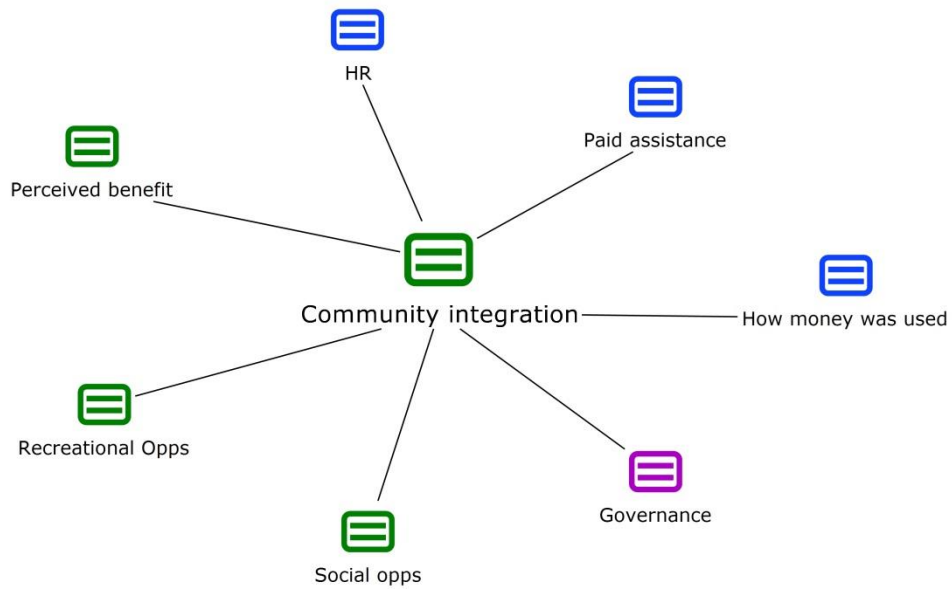 HR
Paid assistance
Perceived benefit
Community integration
How money was used
Recreational Opps
Governance
Social opps